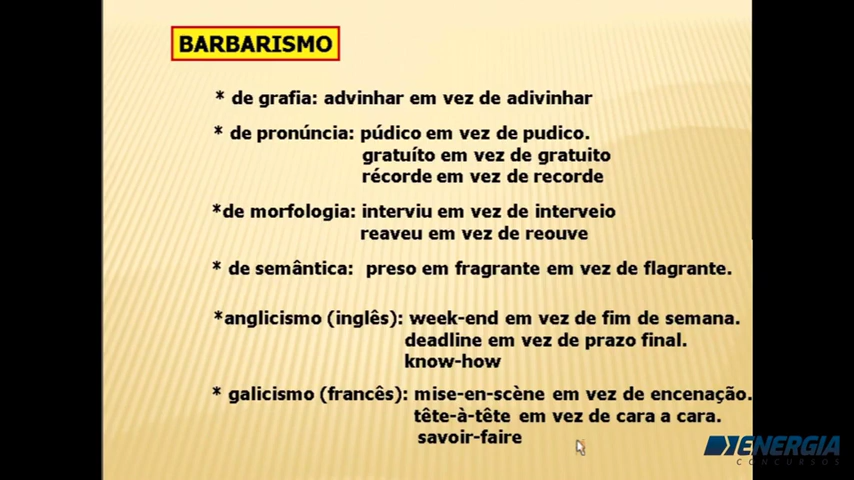 BARBARISMO
* de grafia: advinhar em vez de adivinhar
* de pronúncia: púdico em vez de pudico.
gratuíto em vez de gratuito
récorde em vez de recorde
*de morfologia: interviu em vez de interveio
reaveu em vez de reouve
* de semântica: preso em fragrante em vez de flagrante.
*anglicismo (inglês): week-end em vez de fim de semana.
deadline em vez de prazo final.
know-how
* galicismo (francês): mise-en-scène em vez de encenação.
tête-à-tête em vez de cara a cara.
savoir-faire
ENERGIA
CONCURSOS